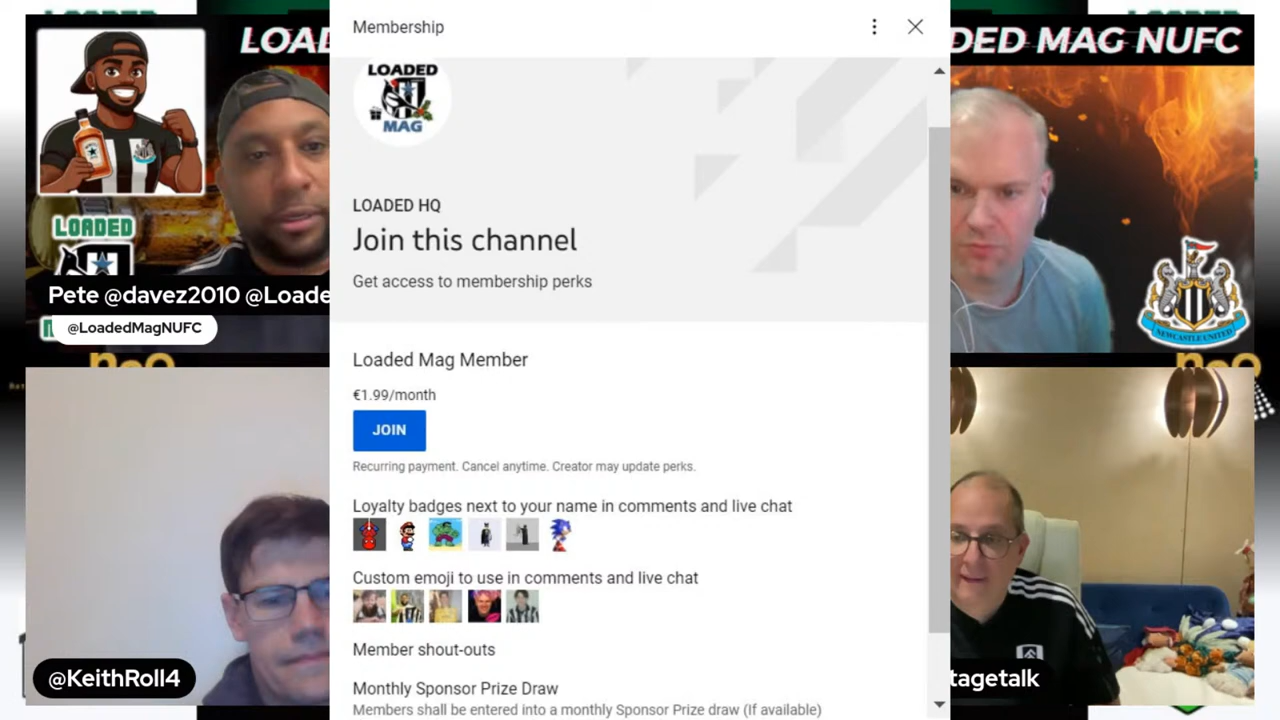 LOADED
Pete @davez2010 @Loade
@LoadedMagNUFC
@KeithRoll4
Membership
LOADED
MAG
LOADED HQ
Join this channel
Get access to membership perks
Loaded Mag Member
€1.99/month
JOIN
Recurring payment. Cancel anytime. Creator may update perks.
Loyalty badges next to your name in comments and live chat
Custom emoji to use in comments and live chat
Member shout-outs
Monthly Sponsor Prize Draw
Members shall be entered into a monthly Sponsor Prize draw (If available)
DED MAG NUFC
NEWCASTLE UNITED
tagetalk